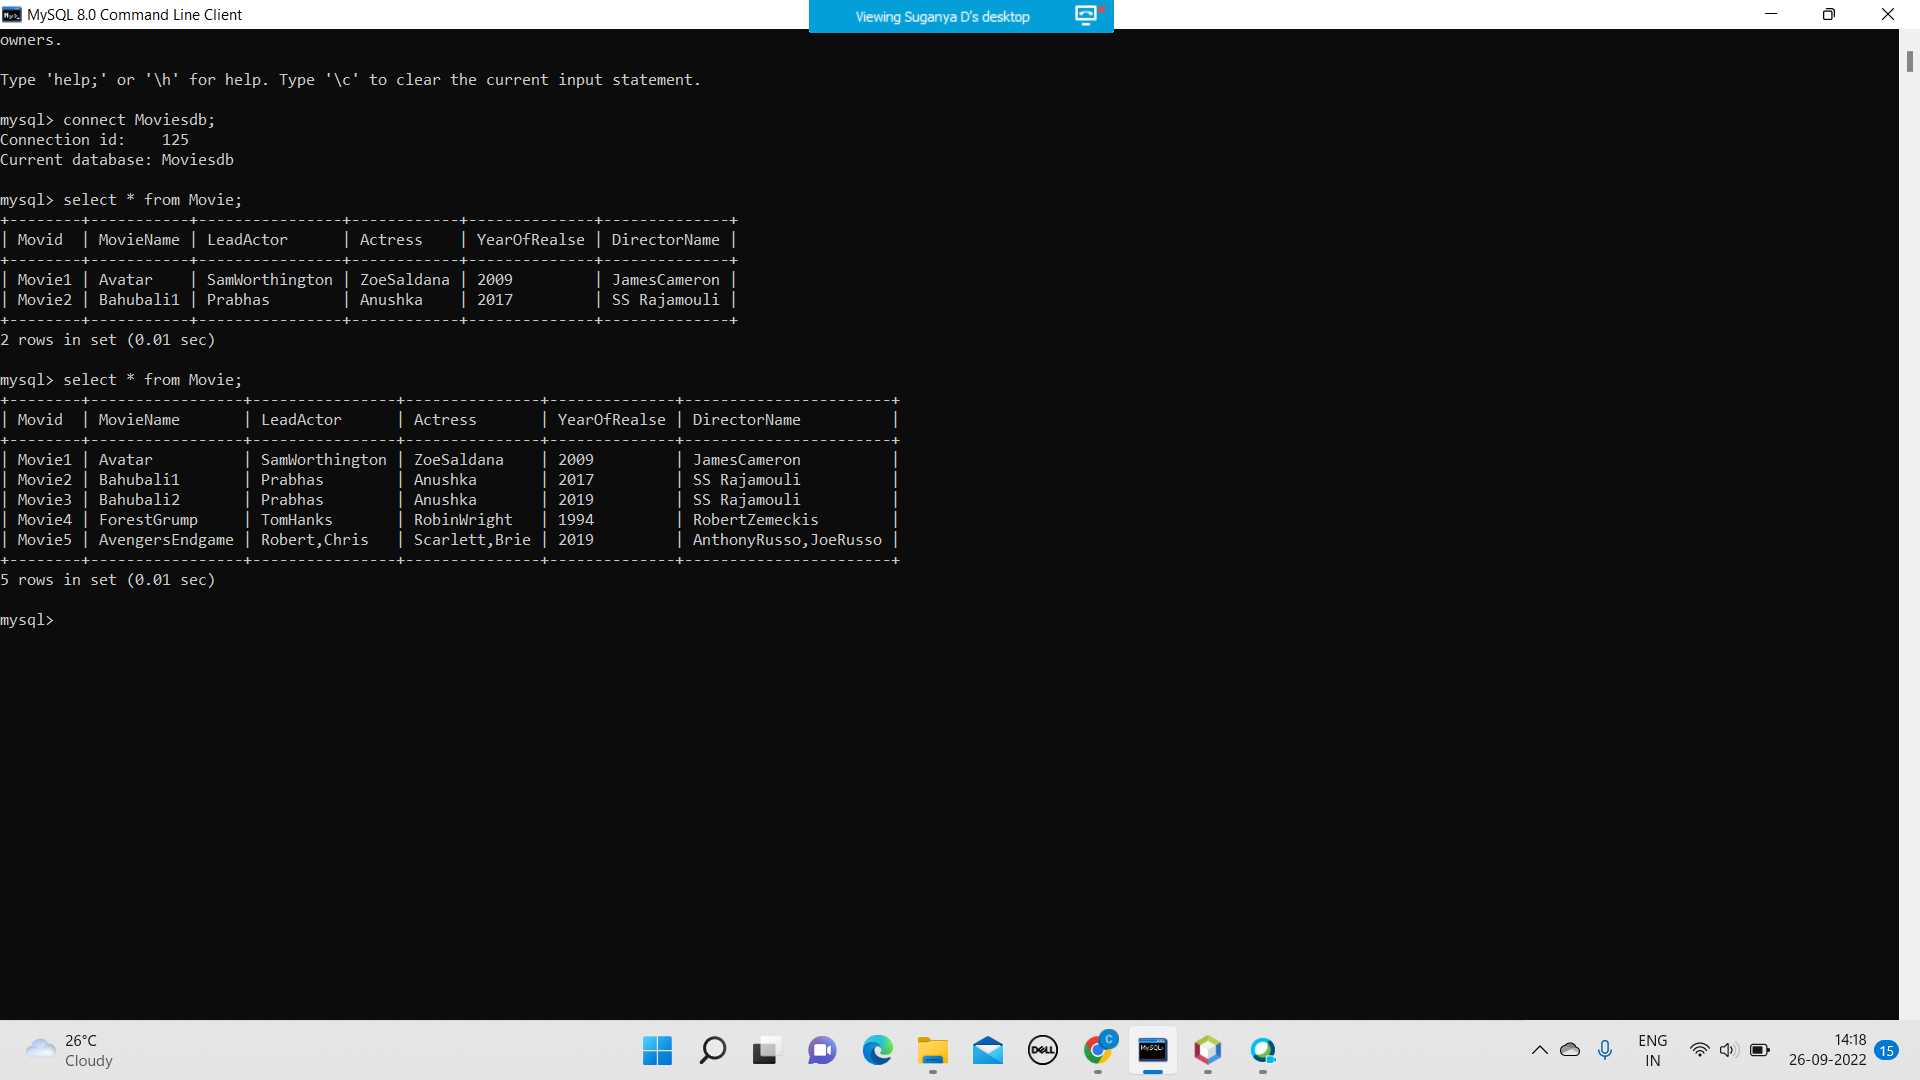 MySQL 8.0 Command Line Client
Viewing Suganya D's desktop
owners.
Type 'help;' or '\h' for help. Type '\c' to clear the current input statement.
mysql> connect Moviesdb;
Connection id:    125
Current database: Moviesdb
mysql> select * from Movie;
+--------+-----------+----------------+------------+--------------+--------------+
| Movid  | MovieName | LeadActor      | Actress    | YearOfRealse | DirectorName |
+--------+-----------+----------------+------------+--------------+--------------+
| Movie1 | Avatar    | SamWorthington | ZoeSaldana | 2009         | JamesCameron |
| Movie2 | Bahubali1 | Prabhas        | Anushka    | 2017         | SS Rajamouli |
+--------+-----------+----------------+------------+--------------+--------------+
2 rows in set (0.01 sec)
mysql> select * from Movie;
+--------+-----------------+----------------+---------------+--------------+-----------------------+
| Movid  | MovieName       | LeadActor      | Actress       | YearOfRealse | DirectorName          |
+--------+-----------------+----------------+---------------+--------------+-----------------------+
| Movie1 | Avatar          | SamWorthington | ZoeSaldana    | 2009         | JamesCameron          |
| Movie2 | Bahubali1       | Prabhas        | Anushka       | 2017         | SS Rajamouli          |
| Movie3 | Bahubali2       | Prabhas        | Anushka       | 2019         | SS Rajamouli          |
| Movie4 | ForestGrump     | TomHanks       | RobinWright   | 1994         | RobertZemeckis        |
| Movie5 | AvengersEndgame | Robert,Chris   | Scarlett,Brie | 2019         | AnthonyRusso,JoeRusso |
+--------+-----------------+----------------+---------------+--------------+-----------------------+
5 rows in set (0.01 sec)
mysql>
26°C
Cloudy
DELL
C
MySQL
ENG
IN
14:18
26-09-2022
15